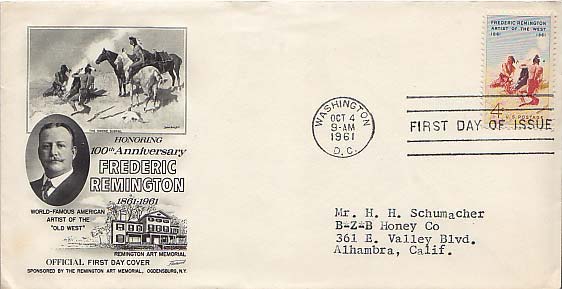 THE SMOKE SIGNAL
HONORING
100th Anniversary
FREDERIC
REMINGTON
1861-1961
WORLD-FAMOUS AMERICAN
ARTIST OF THE
"OLD WEST"
REMINGTON ART MEMORIAL
OFFICIAL FIRST DAY COVER
SPONSORED BY THE REMINGTON ART MEMORIAL, OGDENSBURG, N.Y.
WASHINGTON
OCT 4
9-AM
1961
D.C.
FREDERIC REMINGTON
ARTIST OF THE WEST
1861 1961
4¢ U.S. POSTAGE
FIRST DAY OF ISSUE
Mr. H. H. Schumacher
B-Z-B Honey Co
361 E. Valley Blvd.
Alhambra, Calif.